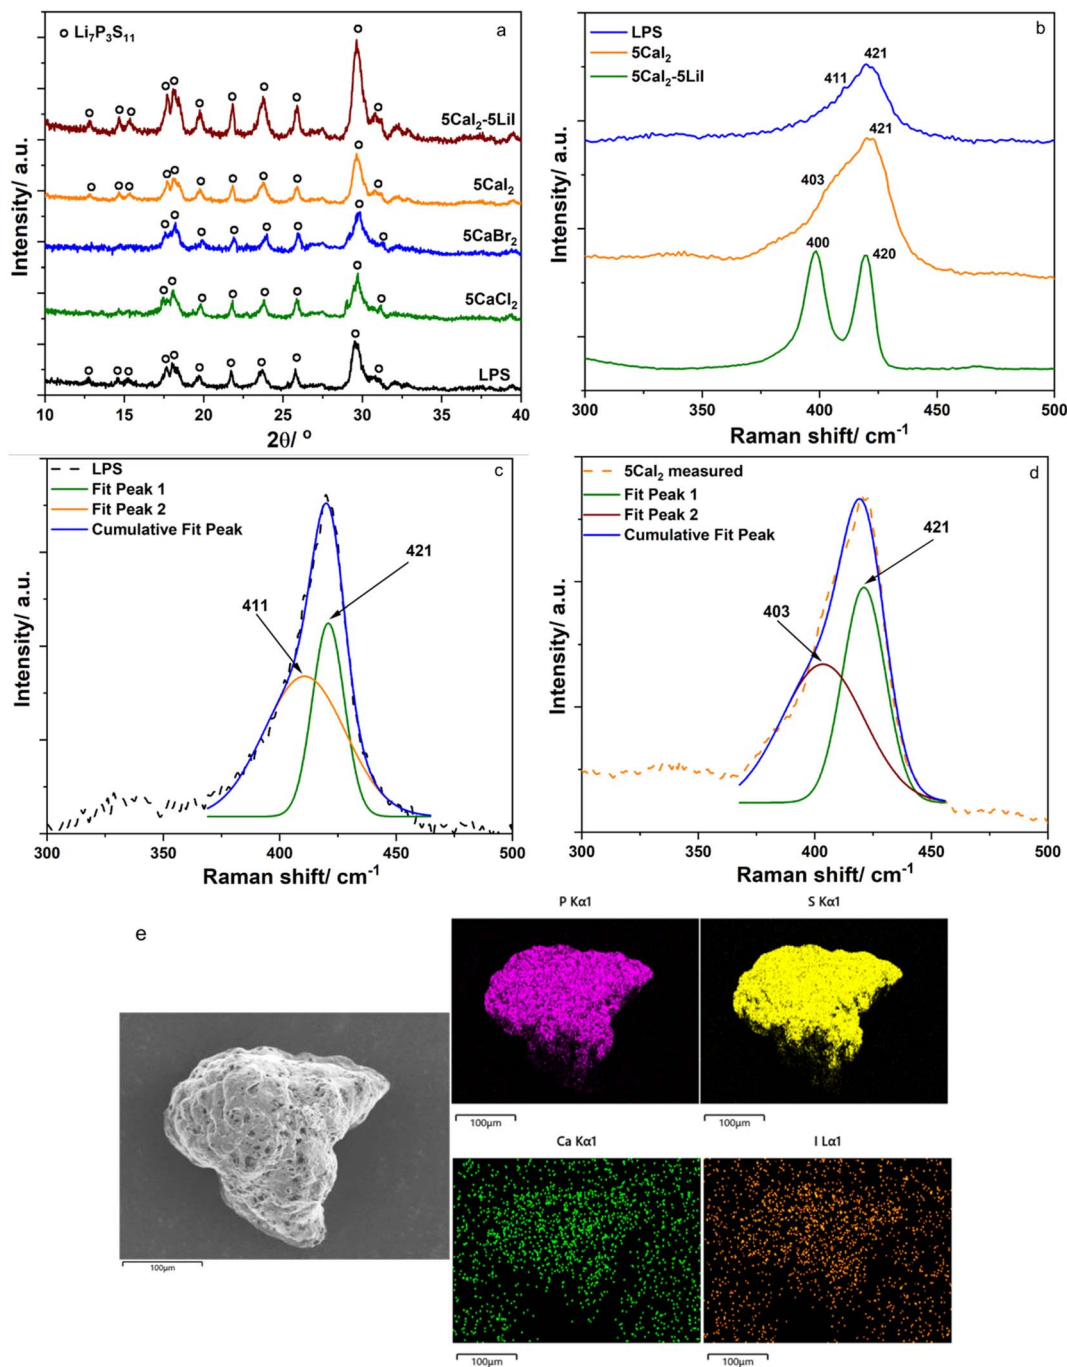 a
o Li₇P₃S₁₁
5CaI₂-5LiI
5CaI₂
5CaBr₂
5CaCl₂
LPS
Intensity/ a.u.
10 15 20 25 30 35 40
2θ/ °
b
LPS
5CaI₂
5CaI₂-5LiI
421
411
421
403
400
420
Intensity/ a.u.
300 400 450 500
Raman shift/ cm⁻¹
c
LPS
Fit Peak 1
Fit Peak 2
Cumulative Fit Peak
421
411
Intensity/ a.u.
300 350 400 450 500
Raman shift/ cm⁻¹
d
5CaI₂ measured
Fit Peak 1
Fit Peak 2
Cumulative Fit Peak
421
403
Intensity/ a.u.
300 350 400 450 500
Raman shift/ cm⁻¹
e
100µm
P Kα1
100µm
S Kα1
100µm
Ca Kα1
100µm
I Lα1
100µm